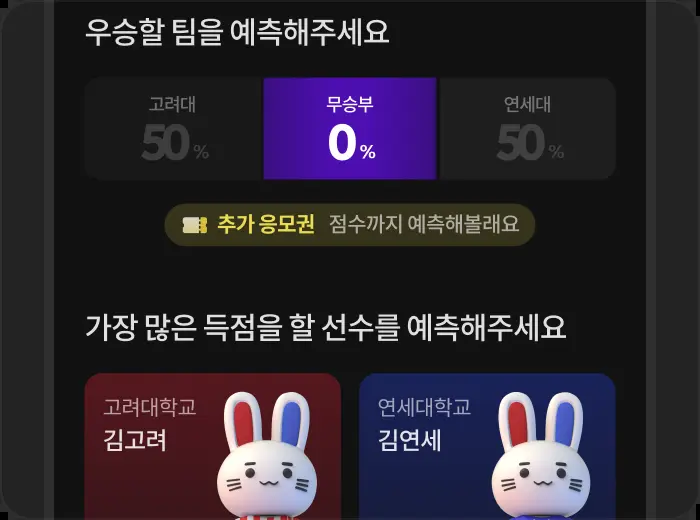 우승할 팀을 예측해주세요
고려대 무승부 연세대
50 % 0 % 50 %
추가 응모권 점수까지 예측해볼래요
가장 많은 득점을 할 선수를 예측해주세요
고려대학교 연세대학교
김고려 김연세